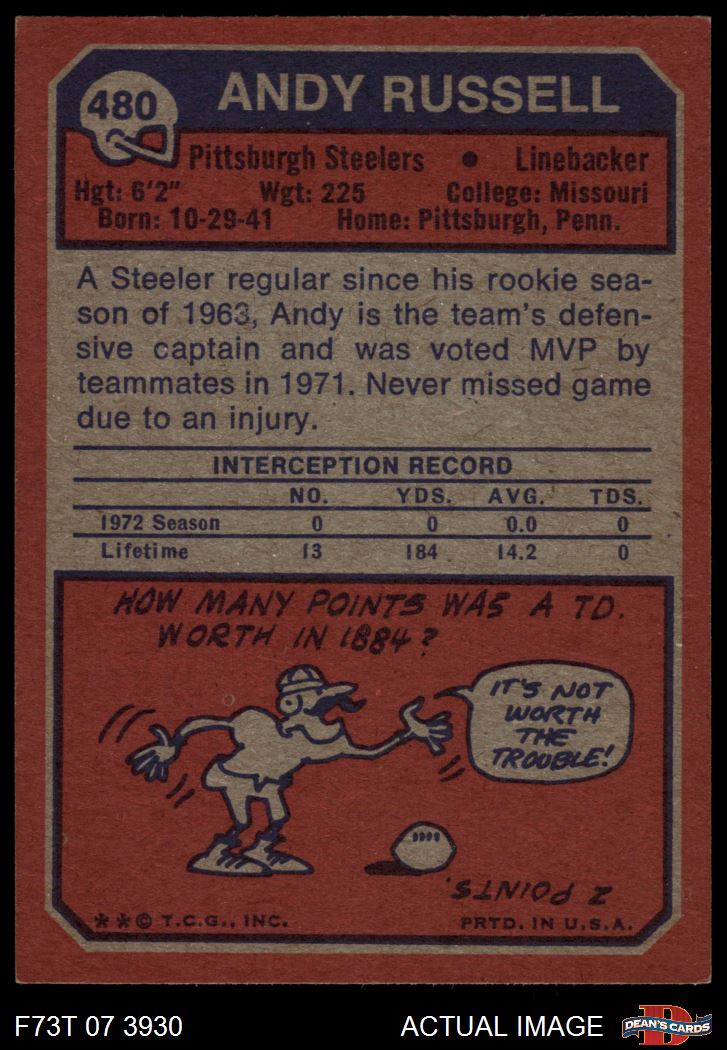 480
ANDY RUSSELL
Pittsburgh Steelers • Linebacker
Hgt: 6'2" Wgt: 225 College: Missouri
Born: 10-29-41 Home: Pittsburgh, Penn.
A Steeler regular since his rookie sea-
son of 1963, Andy is the team's defen-
sive captain and was voted MVP by
teammates in 1971. Never missed game
due to an injury.
INTERCEPTION RECORD
NO. YDS. AVG. TDS.
1972 Season 0 0 0.0 0
Lifetime 13 184 14.2 0
HOW MANY POINTS WAS A TD.
WORTH IN 1884?
IT'S NOT
WORTH
THE
TROUBLE!
2 POINTS.
**© T.C.G., INC. PRTD. IN U.S.A.
F73T 07 3930 ACTUAL IMAGE
D
DEAN'S CARDS